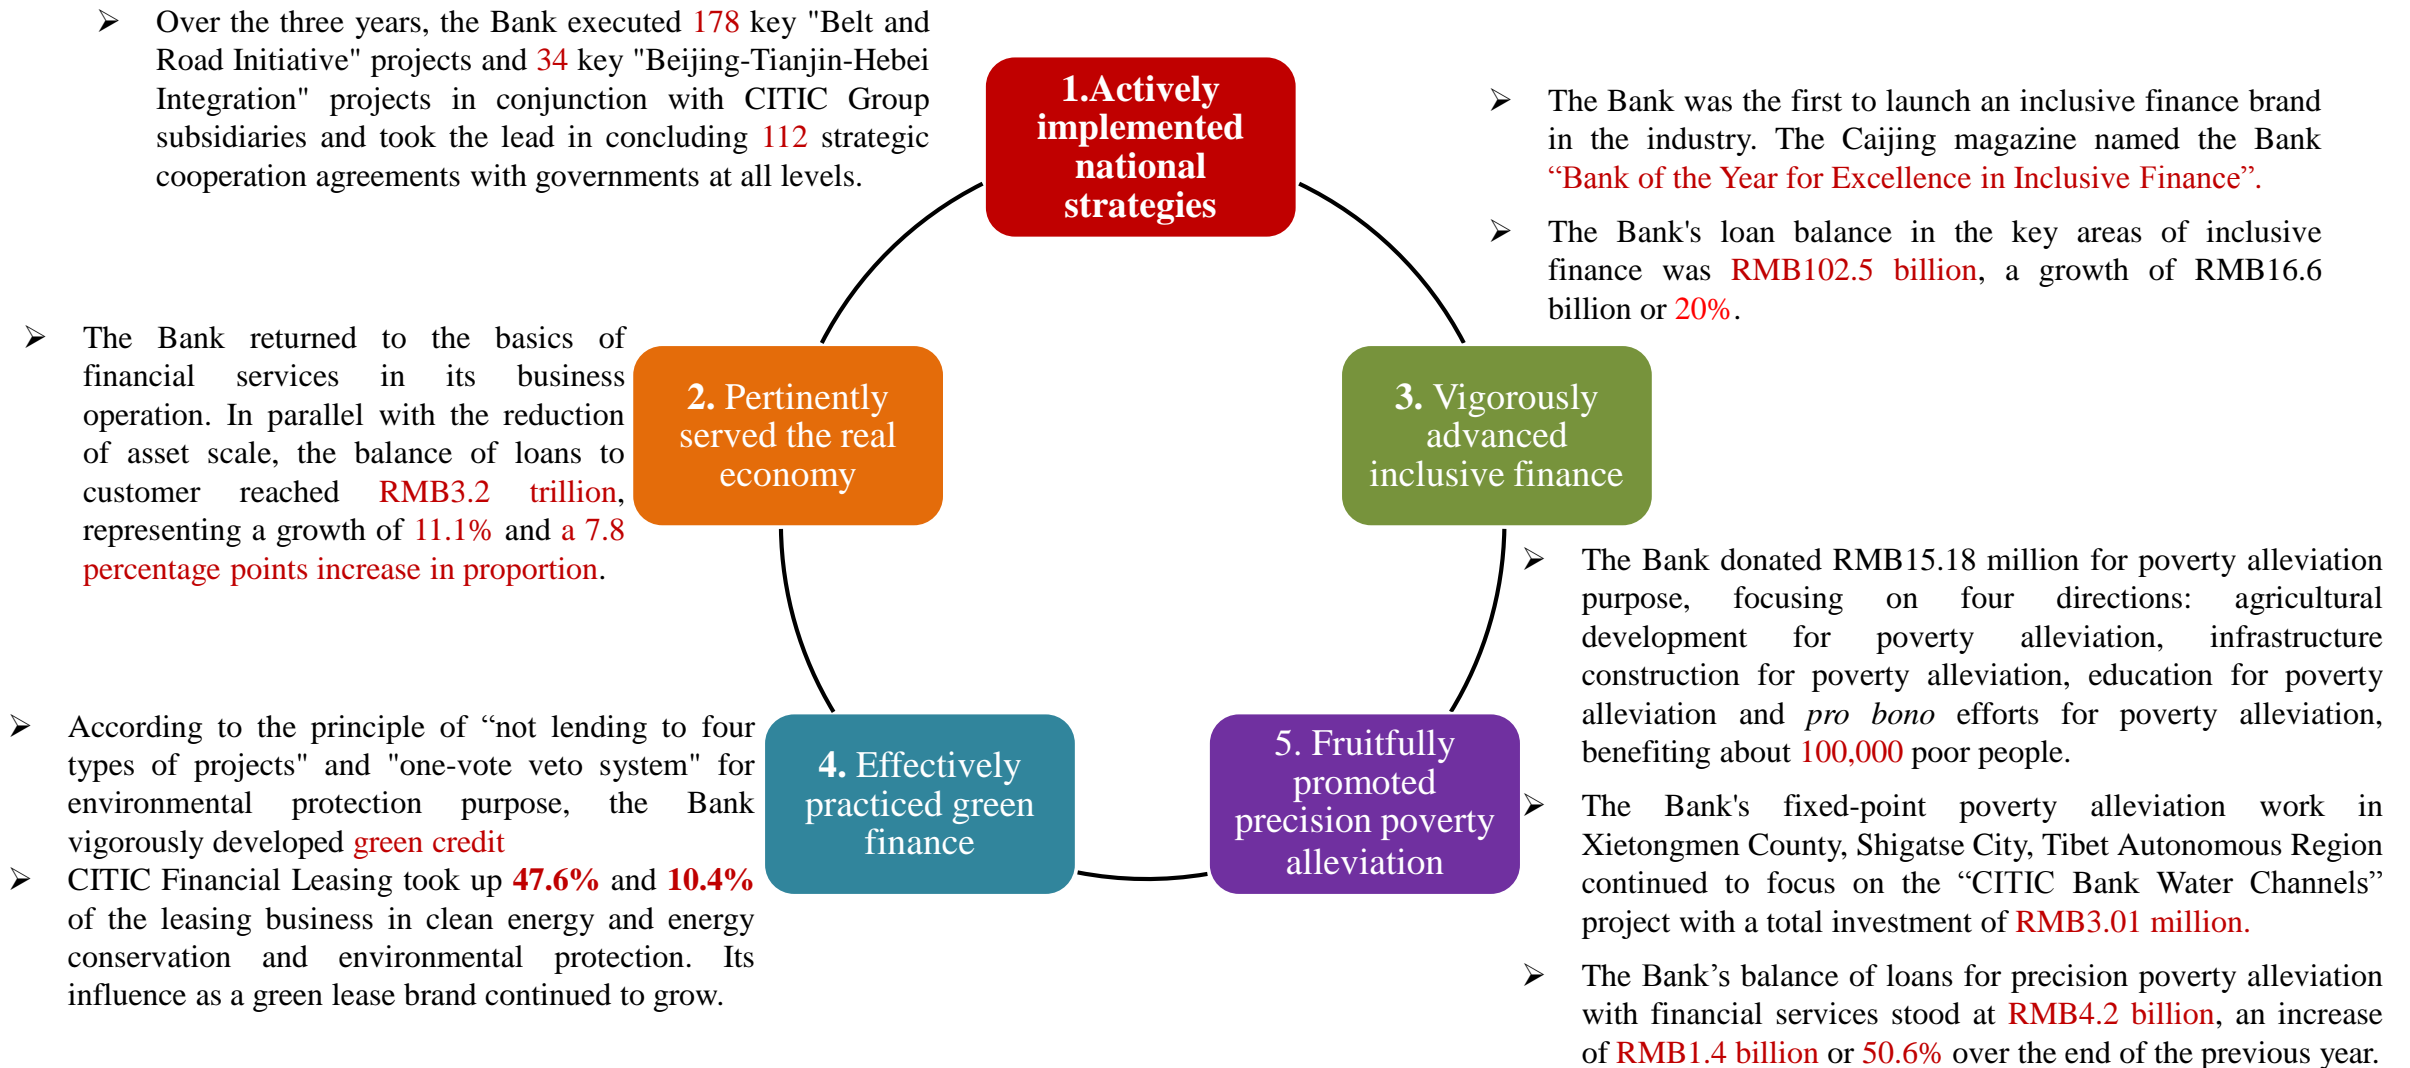 ➢ Over the three years, the Bank executed 178 key "Belt and
Road Initiative" projects and 34 key "Beijing-Tianjin-Hebei
Integration" projects in conjunction with CITIC Group
subsidiaries and took the lead in concluding 112 strategic
cooperation agreements with governments at all levels.
1.Actively
implemented
national
strategies
➢ The Bank was the first to launch an inclusive finance brand
in the industry. The Caijing magazine named the Bank
“Bank of the Year for Excellence in Inclusive Finance”.
➢ The Bank's loan balance in the key areas of inclusive
finance was RMB102.5 billion, a growth of RMB16.6
billion or 20%.
➢ The Bank returned to the basics of
financial services in its business
operation. In parallel with the reduction
of asset scale, the balance of loans to
customer reached RMB3.2 trillion,
representing a growth of 11.1% and a 7.8
percentage points increase in proportion.
2. Pertinently
served the real
economy
3. Vigorously
advanced
inclusive finance
➢ According to the principle of “not lending to four
types of projects" and "one-vote veto system" for
environmental protection purpose, the Bank
vigorously developed green credit
➢ CITIC Financial Leasing took up 47.6% and 10.4%
of the leasing business in clean energy and energy
conservation and environmental protection. Its
influence as a green lease brand continued to grow.
4. Effectively
practiced green
finance
5. Fruitfully
promoted
precision poverty
alleviation
➢ The Bank donated RMB15.18 million for poverty alleviation
purpose, focusing on four directions: agricultural
development for poverty alleviation, infrastructure
construction for poverty alleviation, education for poverty
alleviation and pro bono efforts for poverty alleviation,
benefiting about 100,000 poor people.
➢ The Bank's fixed-point poverty alleviation work in
Xietongmen County, Shigatse City, Tibet Autonomous Region
continued to focus on the “CITIC Bank Water Channels”
project with a total investment of RMB3.01 million.
➢ The Bank’s balance of loans for precision poverty alleviation
with financial services stood at RMB4.2 billion, an increase
of RMB1.4 billion or 50.6% over the end of the previous year.